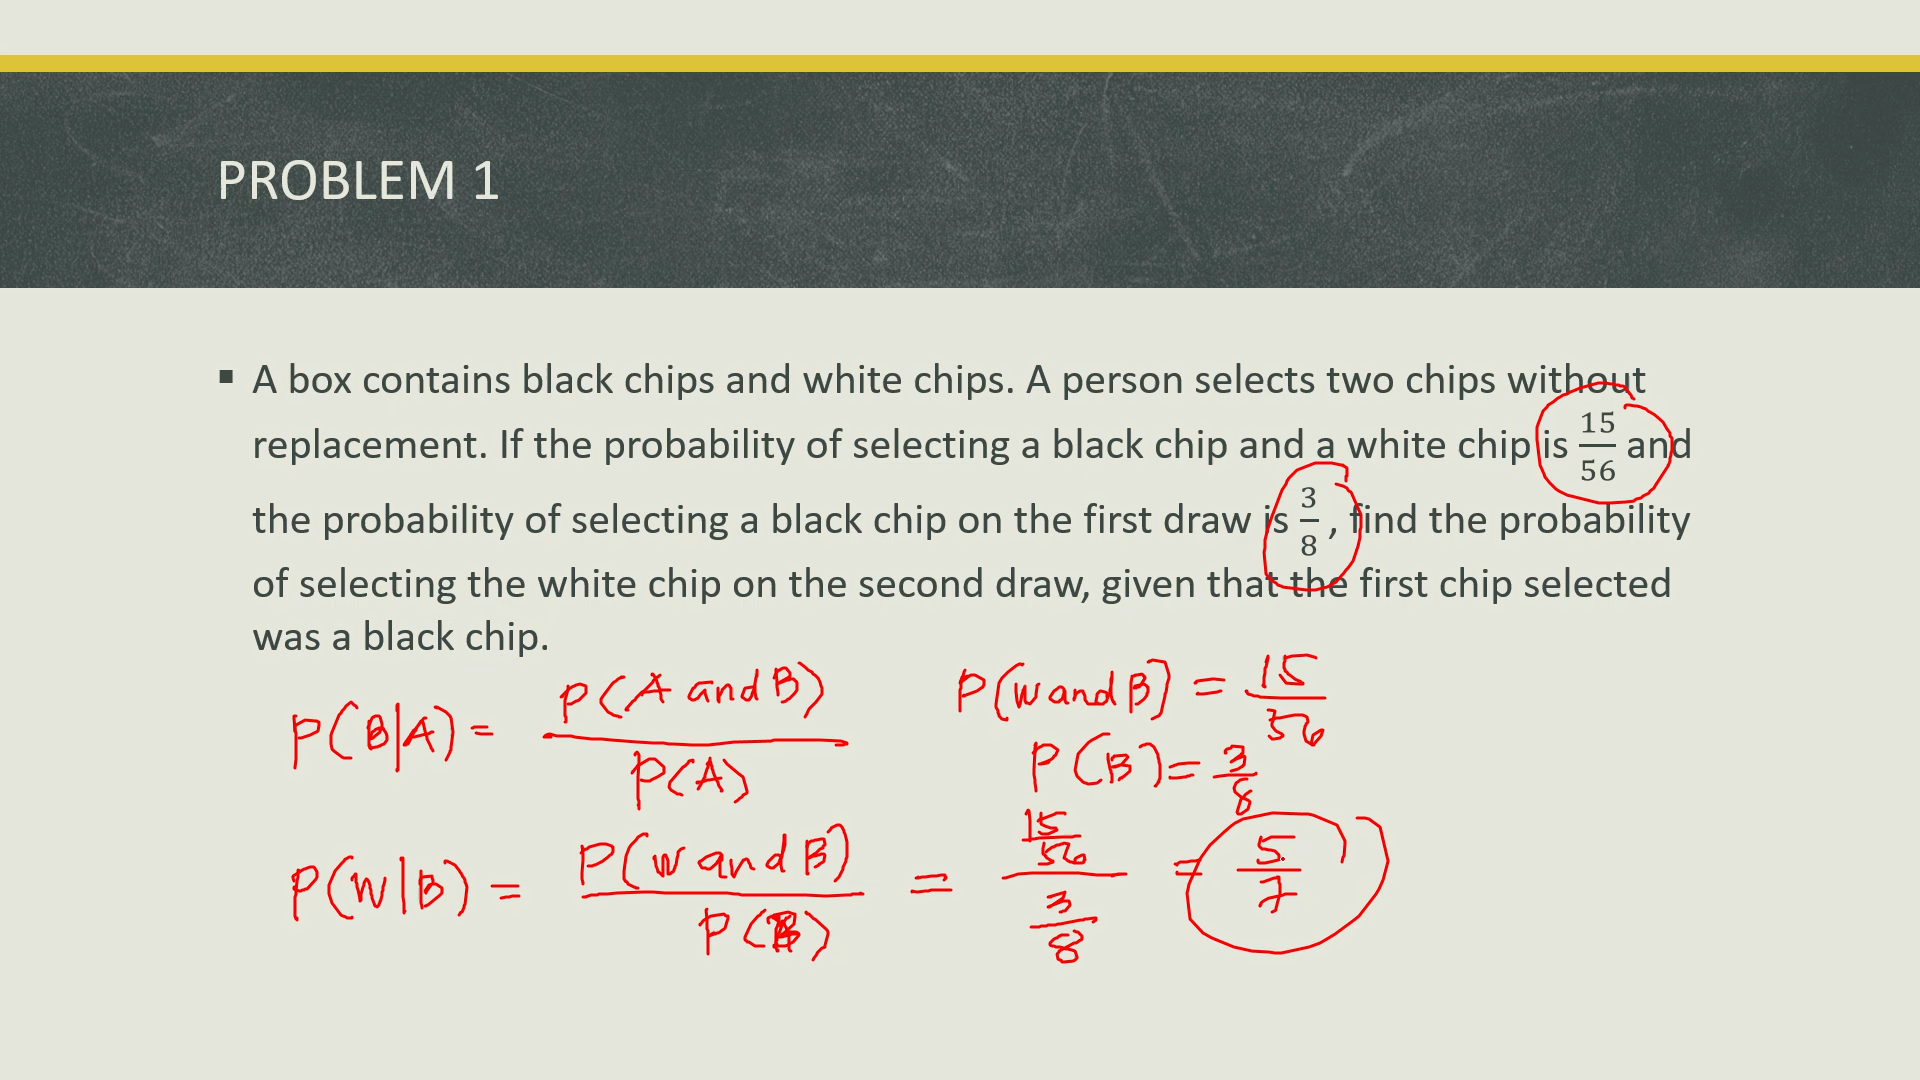 PROBLEM 1
▪ A box contains black chips and white chips. A person selects two chips without
replacement. If the probability of selecting a black chip and a white chip is 15/56 and
the probability of selecting a black chip on the first draw is 3/8 , find the probability
of selecting the white chip on the second draw, given that the first chip selected
was a black chip.
P(B|A) = P(A and B) / P(A)
P(W and B) = 15/56
P(B) = 3/8
P(W|B) = P(W and B) / P(B) = 15/56 / 3/8 = 5/7